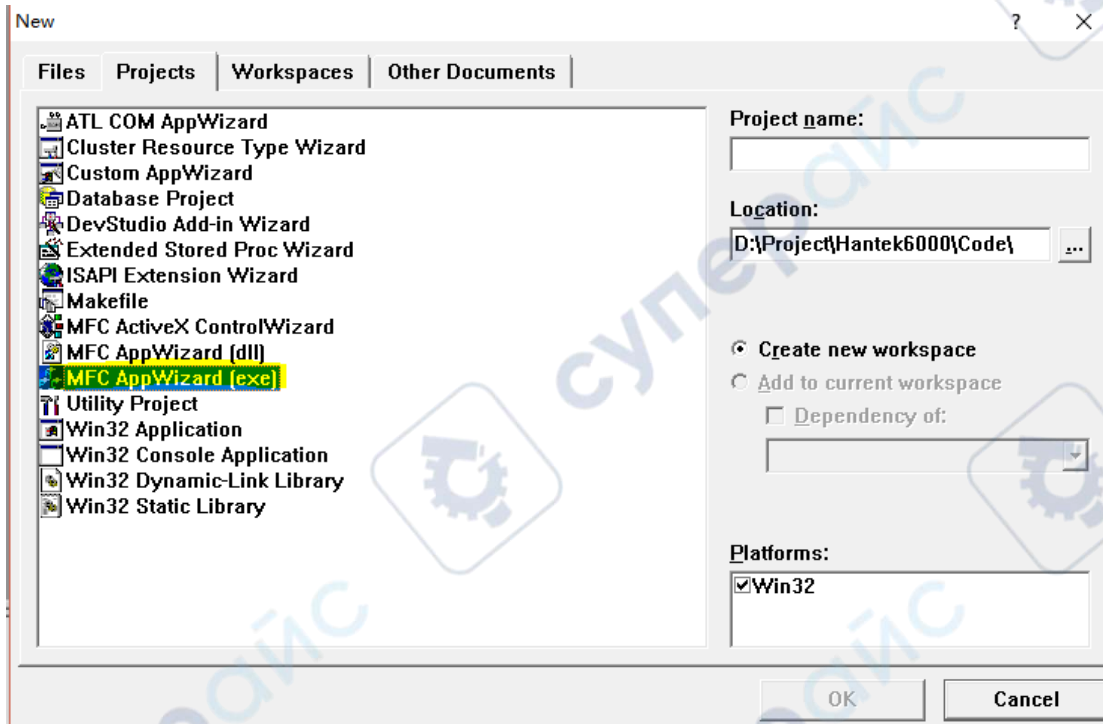 New
? ×
Files Projects Workspaces Other Documents
ATL COM AppWizard
Cluster Resource Type Wizard
Custom AppWizard
Database Project
DevStudio Add-in Wizard
Extended Stored Proc Wizard
ISAPI Extension Wizard
Makefile
MFC ActiveX ControlWizard
MFC AppWizard (dll)
MFC AppWizard (exe)
Utility Project
Win32 Application
Win32 Console Application
Win32 Dynamic-Link Library
Win32 Static Library
Project name:
Location:
D:\Project\Hantek6000\Code\
...
Create new workspace
Add to current workspace
Dependency of:
Platforms:
Win32
OK Cancel
суперайс
райс
айс